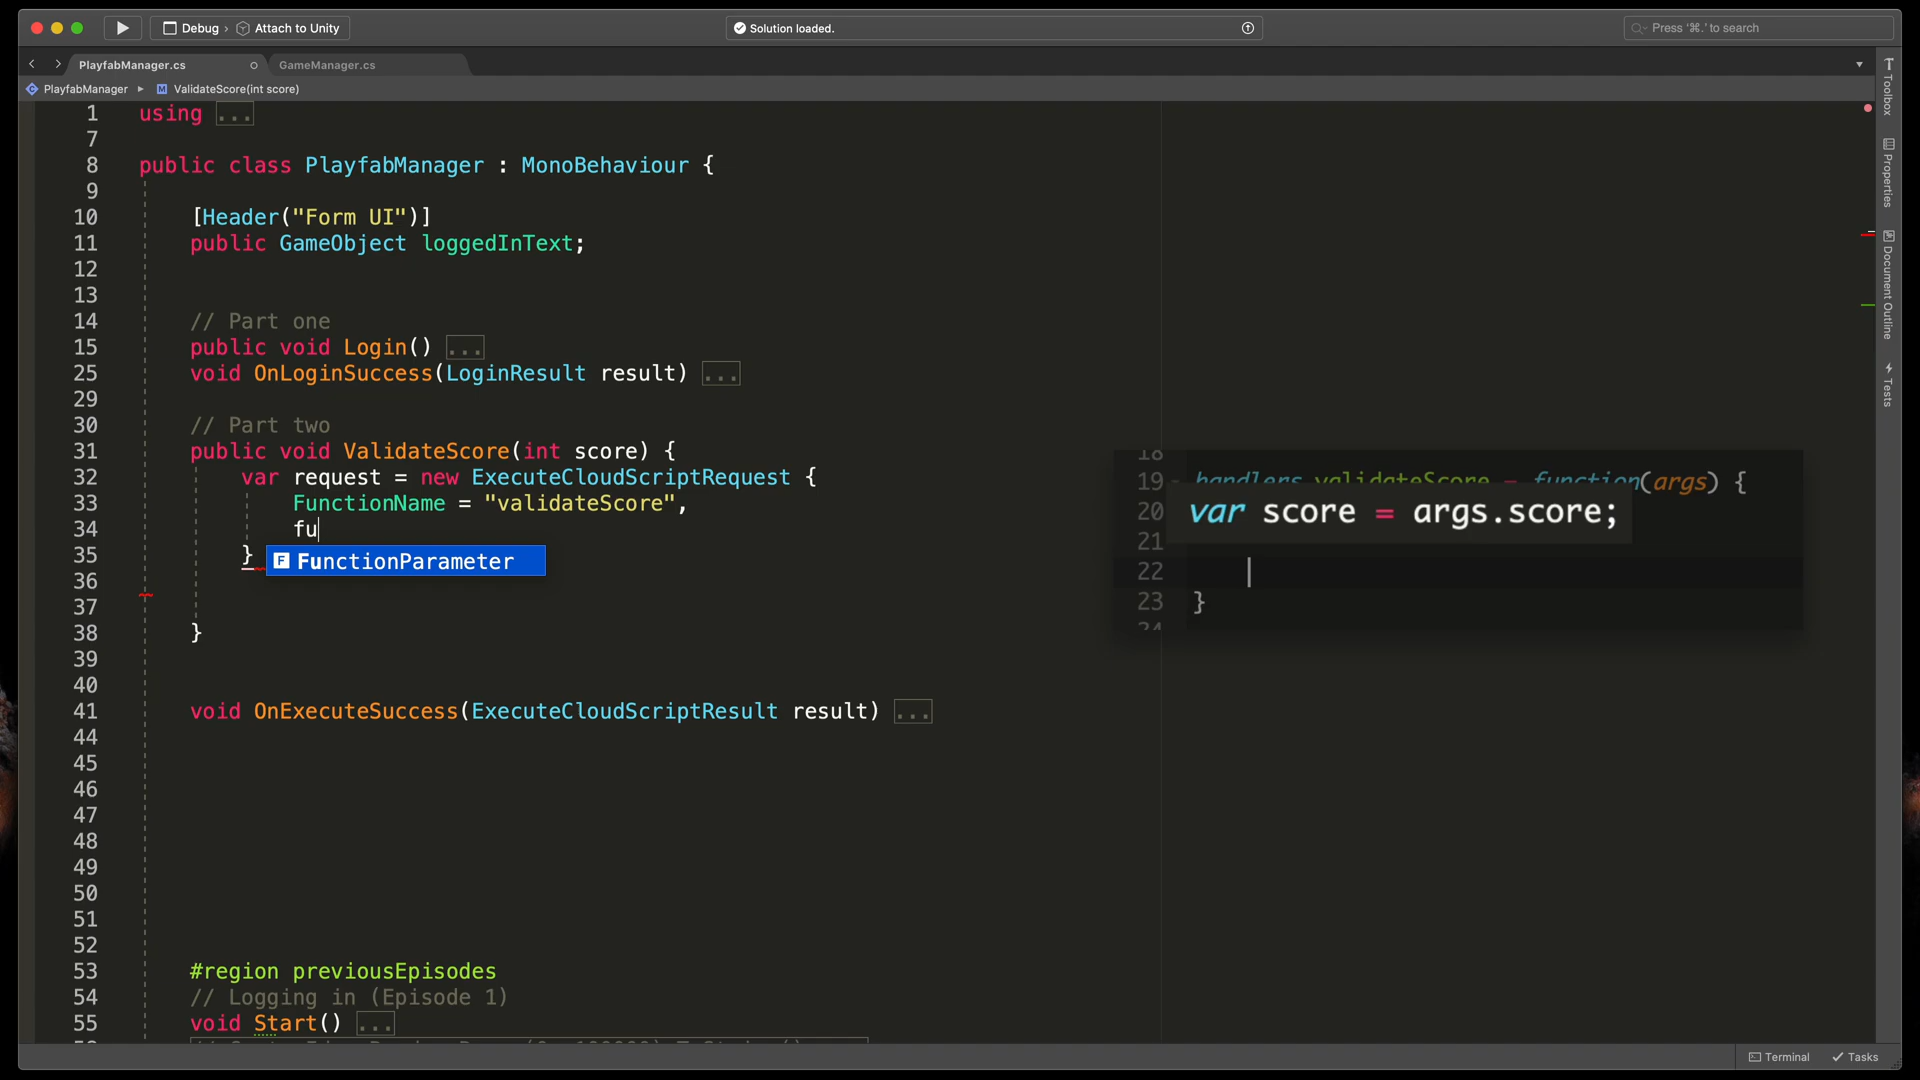 Debug › Attach to Unity
Solution loaded.
Press '⌘.' to search
PlayfabManager.cs
GameManager.cs
PlayfabManager ▸ ValidateScore(int score)
1 using ...
7
8 public class PlayfabManager : MonoBehaviour {
9
10 [Header("Form UI")]
11 public GameObject loggedInText;
12
13
14 // Part one
15 public void Login() ...
25 void OnLoginSuccess(LoginResult result) ...
29
30 // Part two
31 public void ValidateScore(int score) {
32 var request = new ExecuteCloudScriptRequest {
33 FunctionName = "validateScore",
34 fu
35 }
FunctionParameter
36
37
38 }
39
40
41 void OnExecuteSuccess(ExecuteCloudScriptResult result) ...
44
45
46
47
48
49
50
51
52
53 #region previousEpisodes
54 // Logging in (Episode 1)
55 void Start() ...
18
19 handlers.validateScore = function(args) {
20 var score = args.score;
21
22
23 }
24
Toolbox
Properties
Document Outline
Tests
Terminal
Tasks